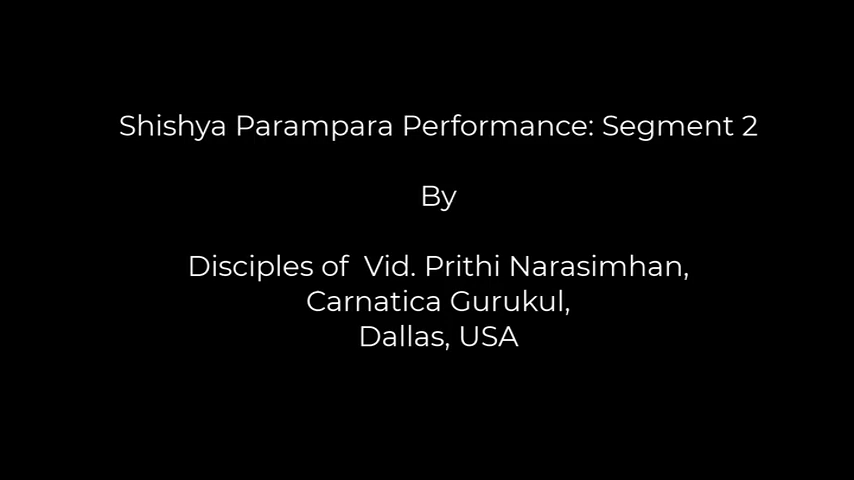 Shishya Parampara Performance: Segment 2
By
Disciples of  Vid. Prithi Narasimhan,
Carnatica Gurukul,
Dallas, USA